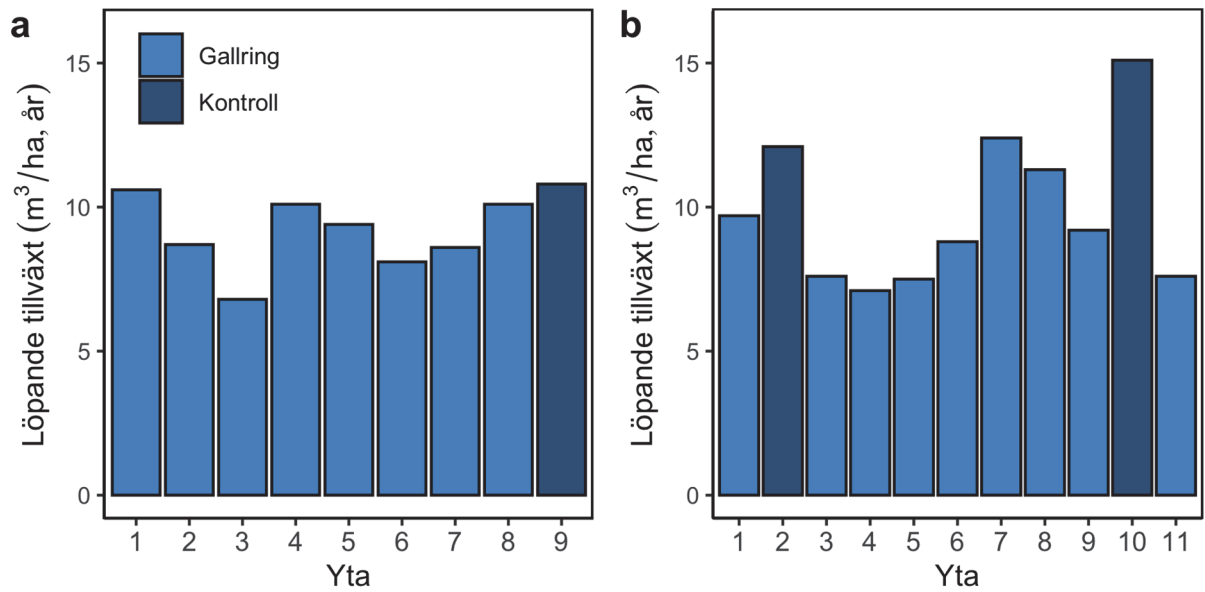 a
Löpande tillväxt (m³/ha, år)
15
10
5
0
Gallring
Kontroll
1 2 3 4 5 6 7 8 9
Yta
b
Löpande tillväxt (m³/ha, år)
15
10
5
0
1 2 3 4 5 6 7 8 9 10 11
Yta